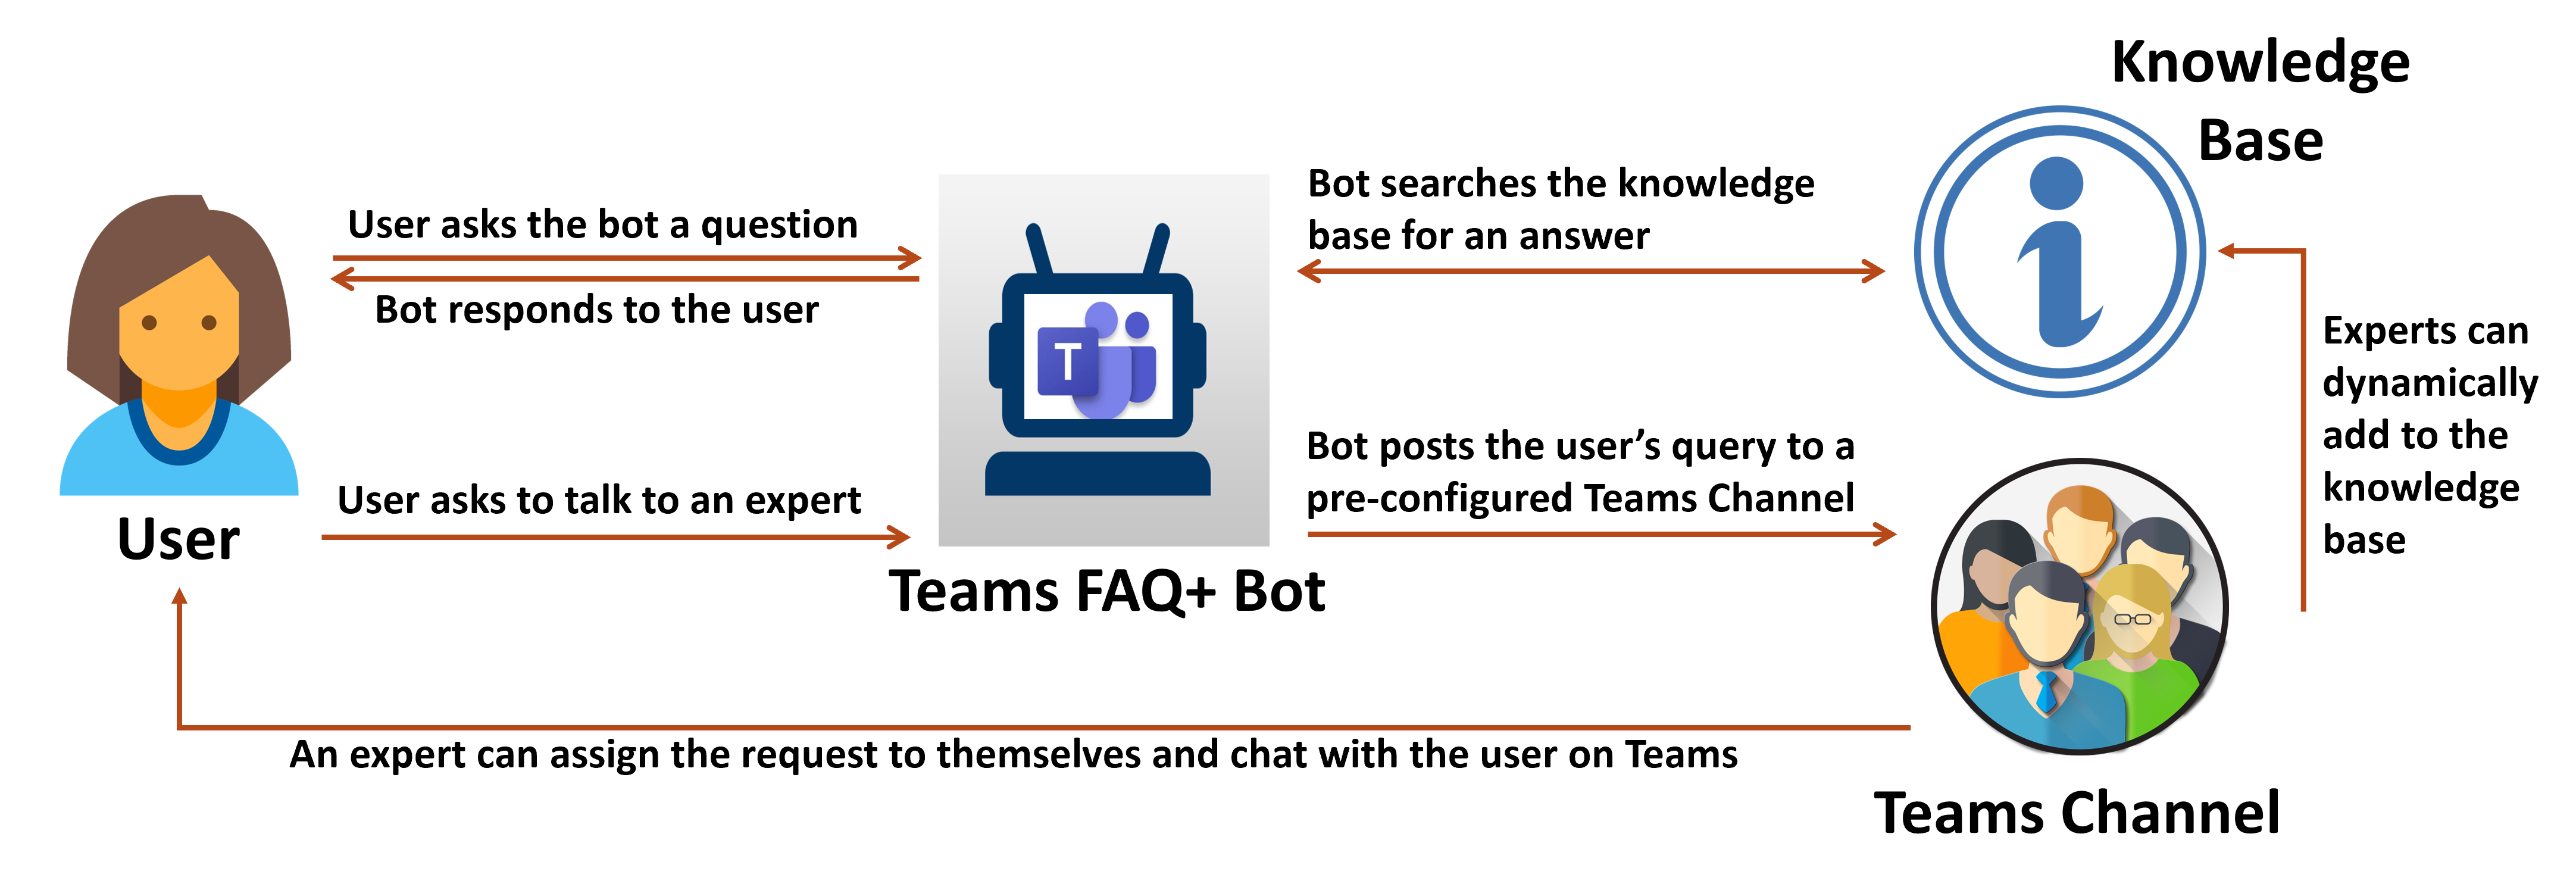 Knowledge
Base
User asks the bot a question
Bot responds to the user
Bot searches the knowledge
base for an answer
T
User asks to talk to an expert
Bot posts the user’s query to a
pre-configured Teams Channel
Experts can
dynamically
add to the
knowledge
base
User
Teams FAQ+ Bot
An expert can assign the request to themselves and chat with the user on Teams
Teams Channel